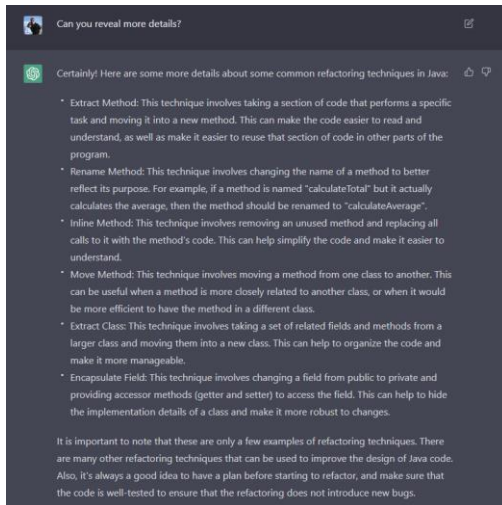 Can you reveal more details?
Certainly! Here are some more details about some common refactoring techniques in Java:
• Extract Method: This technique involves taking a section of code that performs a specific
task and moving it into a new method. This can make the code easier to read and
understand, as well as make it easier to reuse that section of code in other parts of the
program.
• Rename Method: This technique involves changing the name of a method to better
reflect its purpose. For example, if a method is named "calculateTotal" but it actually
calculates the average, then the method should be renamed to "calculateAverage".
• Inline Method: This technique involves removing an unused method and replacing all
calls to it with the method's code. This can help simplify the code and make it easier to
understand.
• Move Method: This technique involves moving a method from one class to another. This
can be useful when a method is more closely related to another class, or when it would
be more efficient to have the method in a different class.
• Extract Class: This technique involves taking a set of related fields and methods from a
larger class and moving them into a new class. This can help to organize the code and
make it more manageable.
• Encapsulate Field: This technique involves changing a field from public to private and
providing accessor methods (getter and setter) to access the field. This can help to hide
the implementation details of a class and make it more robust to changes.
It is important to note that these are only a few examples of refactoring techniques. There
are many other refactoring techniques that can be used to improve the design of Java code.
Also, it's always a good idea to have a plan before starting to refactor, and make sure that
the code is well-tested to ensure that the refactoring does not introduce new bugs.